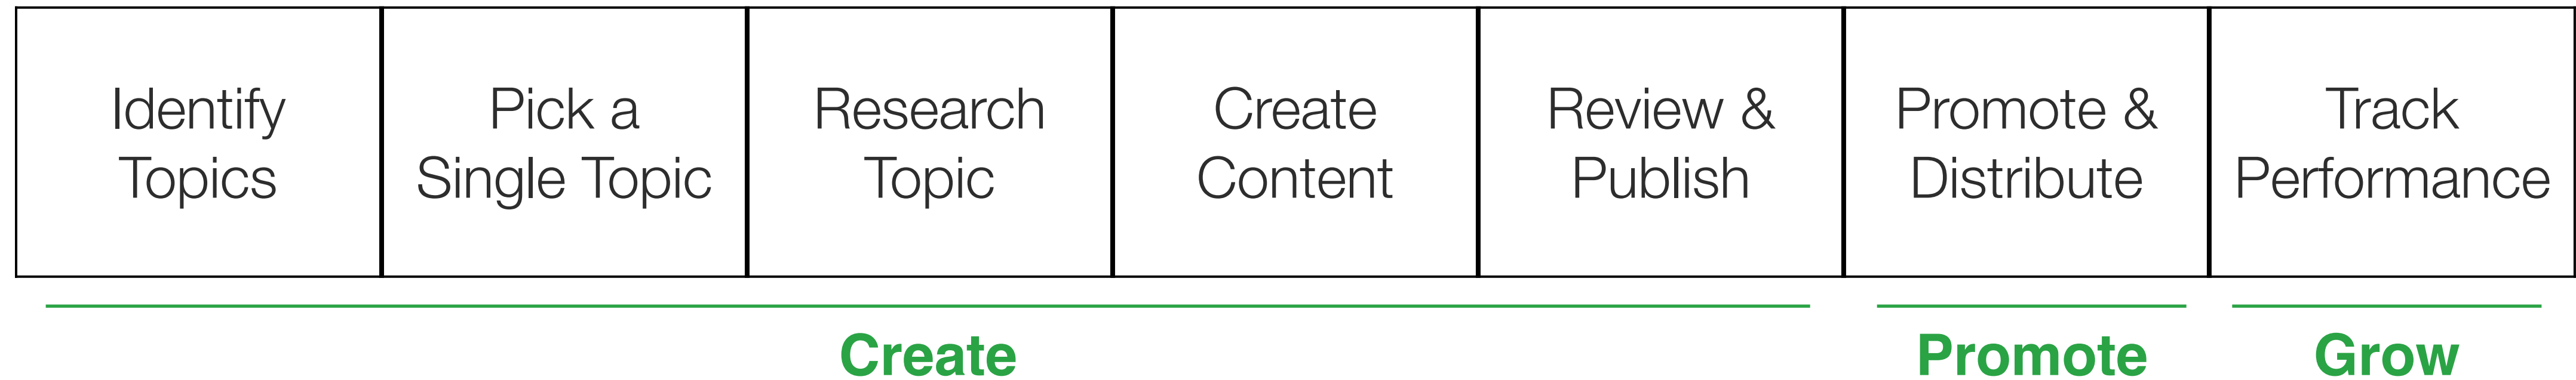 Identify
Topics
Pick a
Single Topic
Research
Topic
Create
Content
Review &
Publish
Promote &
Distribute
Track
Performance
Create
Promote
Grow